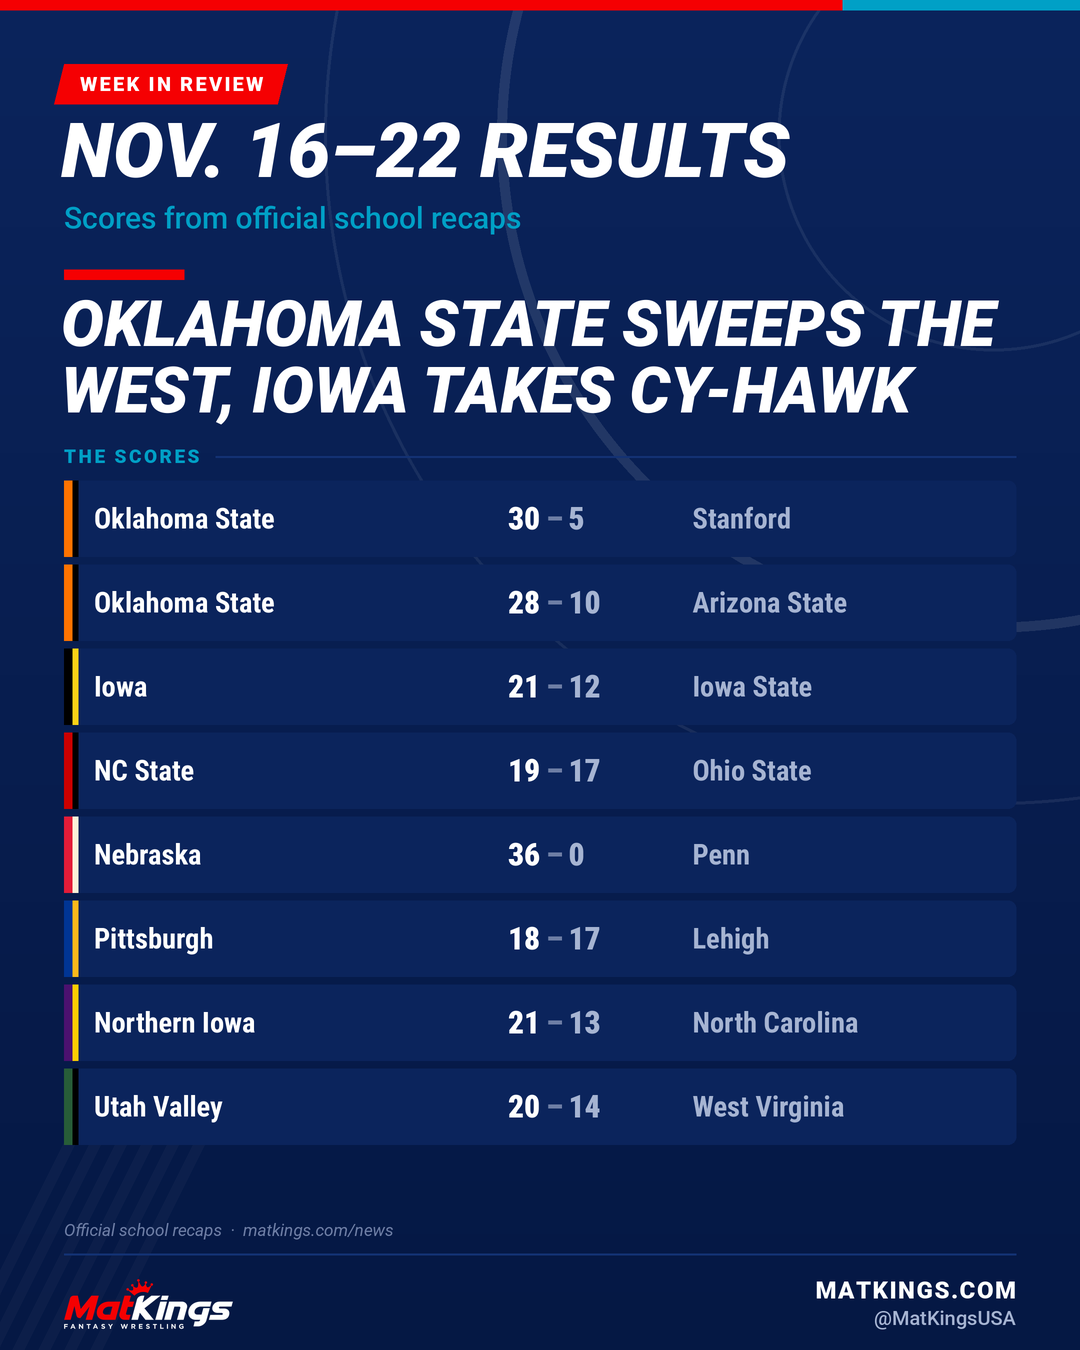 WEEK IN REVIEW
NOV. 16–22 RESULTS
Scores from official school recaps
OKLAHOMA STATE SWEEPS THE
WEST, IOWA TAKES CY-HAWK
THE SCORES
Oklahoma State 30 – 5 Stanford
Oklahoma State 28 – 10 Arizona State
Iowa 21 – 12 Iowa State
NC State 19 – 17 Ohio State
Nebraska 36 – 0 Penn
Pittsburgh 18 – 17 Lehigh
Northern Iowa 21 – 13 North Carolina
Utah Valley 20 – 14 West Virginia
Official school recaps · matkings.com/news
MatKings
FANTASY WRESTLING
MATKINGS.COM
@MatKingsUSA